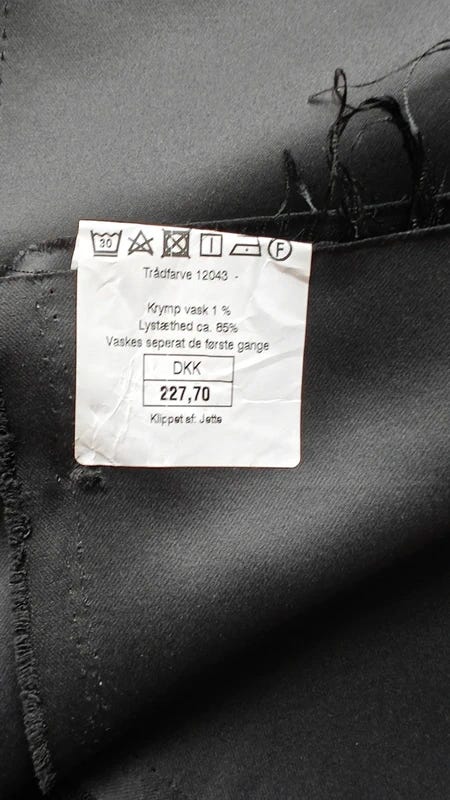 30 F
Trådfarve 12043 -
Krymp vask 1 %
Lystæthed ca. 85%
Vaskes seperat de første gange
DKK
227,70
Klippet af: Jette